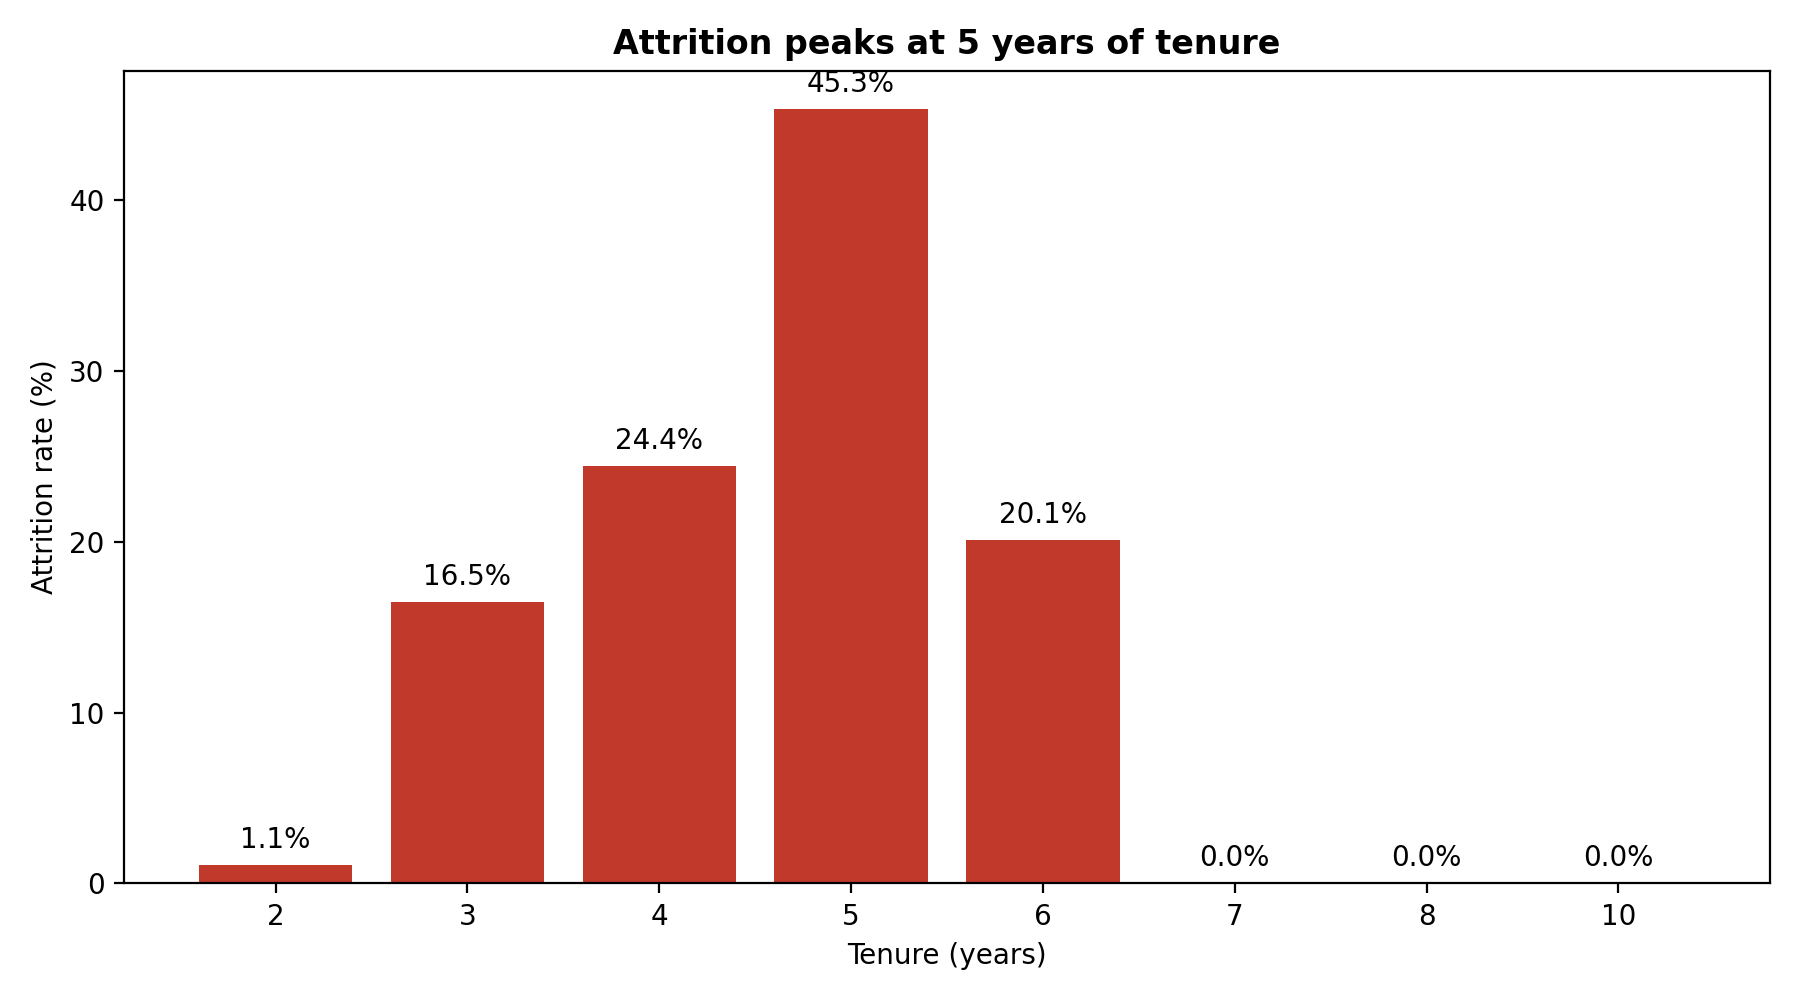 Attrition peaks at 5 years of tenure
45.3%
40
24.4%
30
Attrition rate (%)
20.1%
20
16.5%
10
1.1%
0.0% 0.0% 0.0%
0
2 3 4 5 6 7 8 10
Tenure (years)